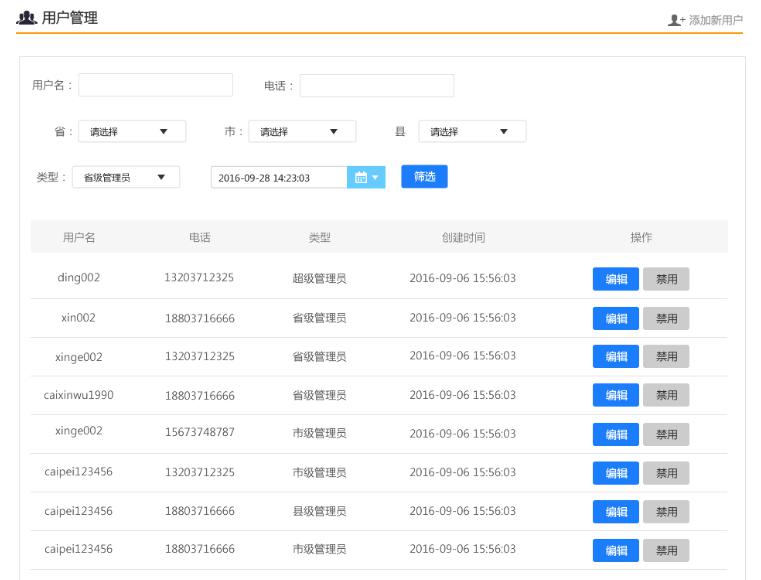 用户管理
添加新用户
用户名： 电话：
省： 请选择 市： 请选择 县 请选择
类型： 省级管理员 2016-09-28 14:23:03 筛选
用户名 电话 类型 创建时间 操作
ding002 13203712325 超级管理员 2016-09-06 15:56:03 编辑 禁用
xin002 18803716666 省级管理员 2016-09-06 15:56:03 编辑 禁用
xinge002 13203712325 省级管理员 2016-09-06 15:56:03 编辑 禁用
caixinwu1990 18803716666 省级管理员 2016-09-06 15:56:03 编辑 禁用
xinge002 15673748787 市级管理员 2016-09-06 15:56:03 编辑 禁用
caipei123456 13203712325 市级管理员 2016-09-06 15:56:03 编辑 禁用
caipei123456 18803716666 县级管理员 2016-09-06 15:56:03 编辑 禁用
caipei123456 18803716666 市级管理员 2016-09-06 15:56:03 编辑 禁用